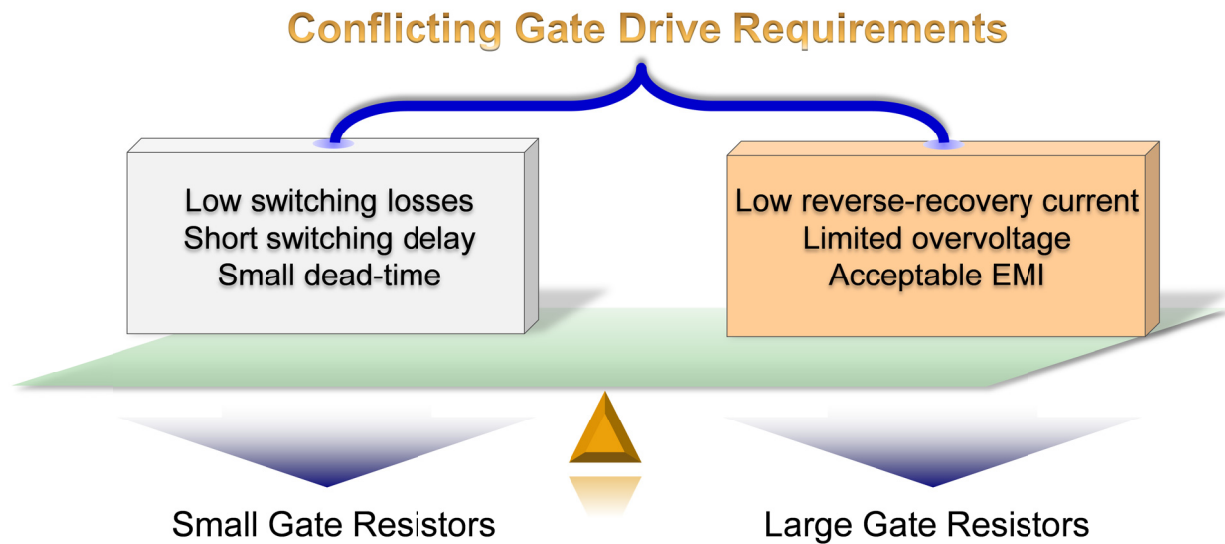 Conflicting Gate Drive Requirements
Low switching losses
Short switching delay
Small dead-time
Low reverse-recovery current
Limited overvoltage
Acceptable EMI
Small Gate Resistors
Large Gate Resistors